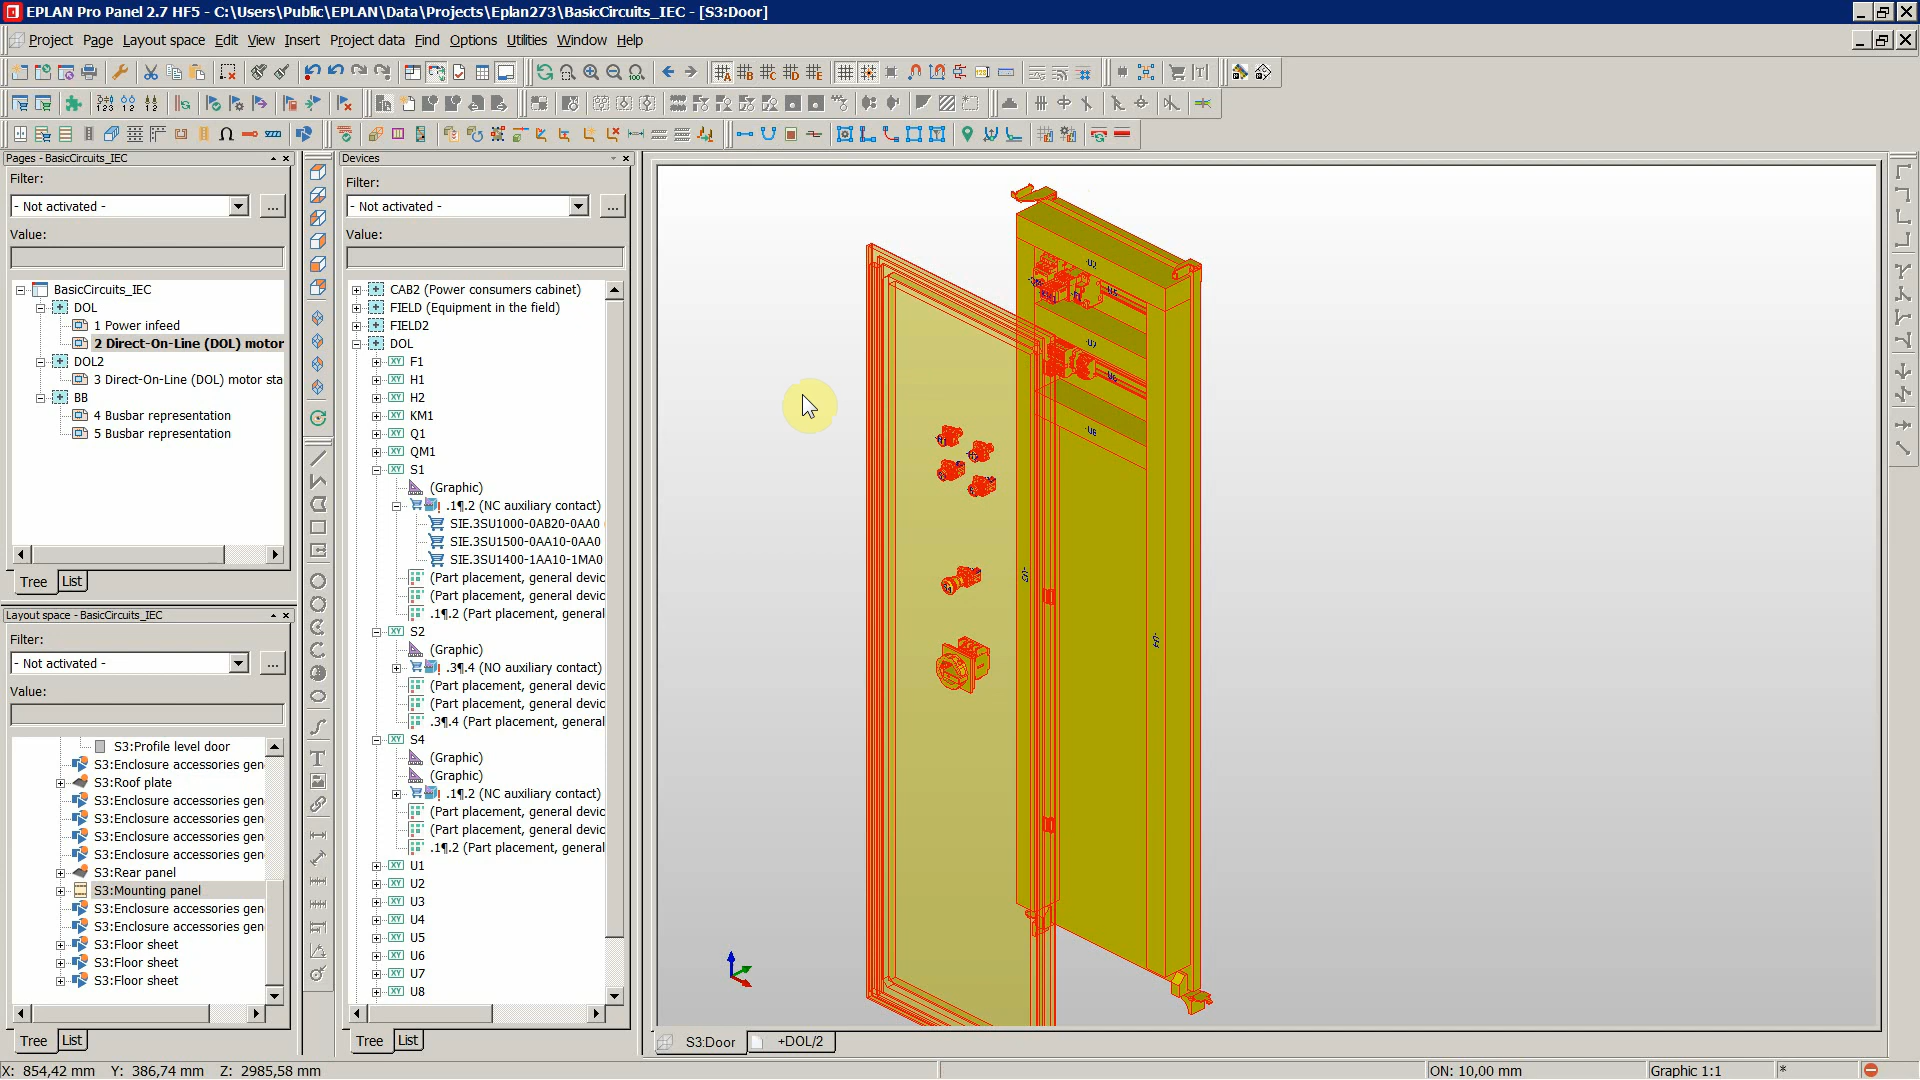 EPLAN Pro Panel 2.7 HF5 - C:\Users\Public\EPLAN\Data\Projects\Eplan273\BasicCircuits_IEC - [S3:Door]
Project Page Layout space Edit View Insert Project data Find Options Utilities Window Help
Pages - BasicCircuits_IEC
Filter:
- Not activated -
...
Value:
BasicCircuits_IEC
DOL
1 Power infeed
2 Direct-On-Line (DOL) motor
DOL2
3 Direct-On-Line (DOL) motor sta
BB
4 Busbar representation
5 Busbar representation
Tree List
Layout space - BasicCircuits_IEC
Filter:
- Not activated -
...
Value:
S3:Profile level door
S3:Enclosure accessories gen
S3:Roof plate
S3:Enclosure accessories gen
S3:Enclosure accessories gen
S3:Enclosure accessories gen
S3:Enclosure accessories gen
S3:Rear panel
S3:Mounting panel
S3:Enclosure accessories gen
S3:Enclosure accessories gen
S3:Floor sheet
S3:Floor sheet
S3:Floor sheet
Tree List
Devices
Filter:
- Not activated -
...
Value:
CAB2 (Power consumers cabinet)
FIELD (Equipment in the field)
FIELD2
DOL
F1
H1
H2
KM1
Q1
QM1
S1
(Graphic)
.1¶.2 (NC auxiliary contact)
SIE.3SU1000-0AB20-0AA0
SIE.3SU1500-0AA10-0AA0
SIE.3SU1400-1AA10-1MA0
(Part placement, general devic
(Part placement, general devic
.1¶.2 (Part placement, general
S2
(Graphic)
.3¶.4 (NO auxiliary contact)
(Part placement, general devic
(Part placement, general devic
.3¶.4 (Part placement, general
S4
(Graphic)
(Graphic)
.1¶.2 (NC auxiliary contact)
(Part placement, general devic
(Part placement, general devic
.1¶.2 (Part placement, general
U1
U2
U3
U4
U5
U6
U7
U8
Tree List
-U2
-U5
-U7
-U6
-U8
S3:Door
+DOL/2
X: 854,42 mm Y: 386,74 mm Z: 2985,58 mm
ON: 10,00 mm
Graphic 1:1
*